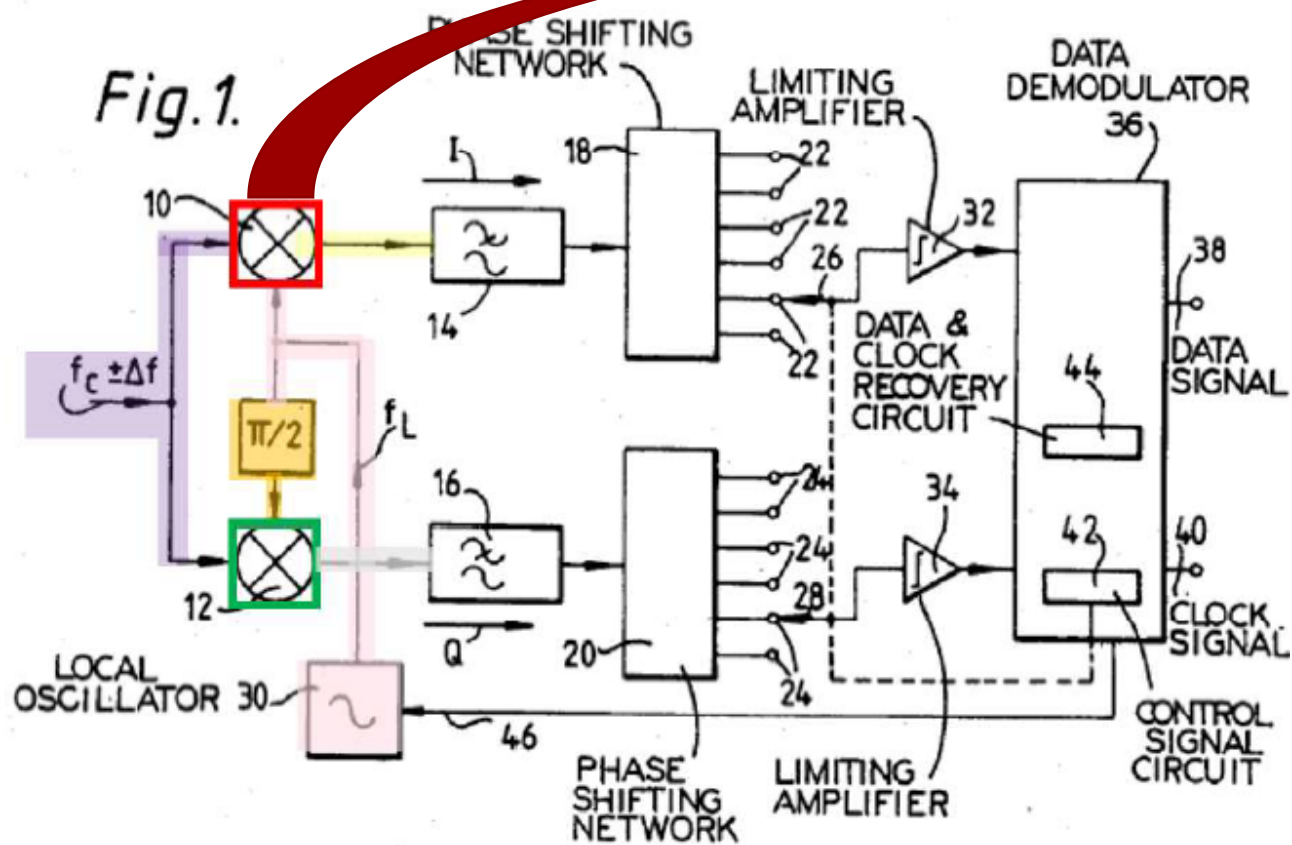 Fig.1.
PHASE SHIFTING
NETWORK
LIMITING
AMPLIFIER
DATA
DEMODULATOR
36
10
I
18
22
22
32
26
38
14
22
DATA &
CLOCK
RECOVERY
CIRCUIT
44
DATA
SIGNAL
fC ±Δf
π/2
fL
16
24
24
34
42
40
12
Q
20
28
24
CLOCK
SIGNAL
LOCAL
OSCILLATOR 30
46
PHASE
SHIFTING
NETWORK
LIMITING
AMPLIFIER
CONTROL
SIGNAL
CIRCUIT